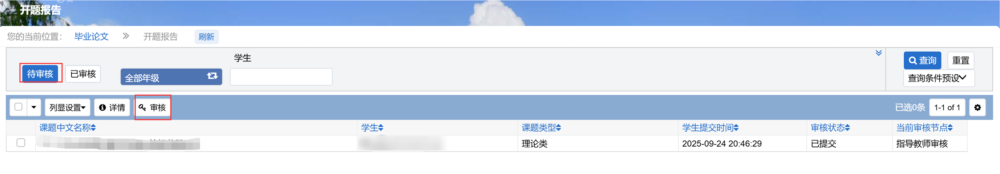 开题报告
您的当前位置： 毕业论文 » 开题报告 刷新
学生
待审核 已审核 全部年级
查询 重置
查询条件预设
列显设置 详情 审核 已选0条 1-1 of 1
课题中文名称 学生 课题类型 学生提交时间 审核状态 当前审核节点
理论类 2025-09-24 20:46:29 已提交 指导教师审核